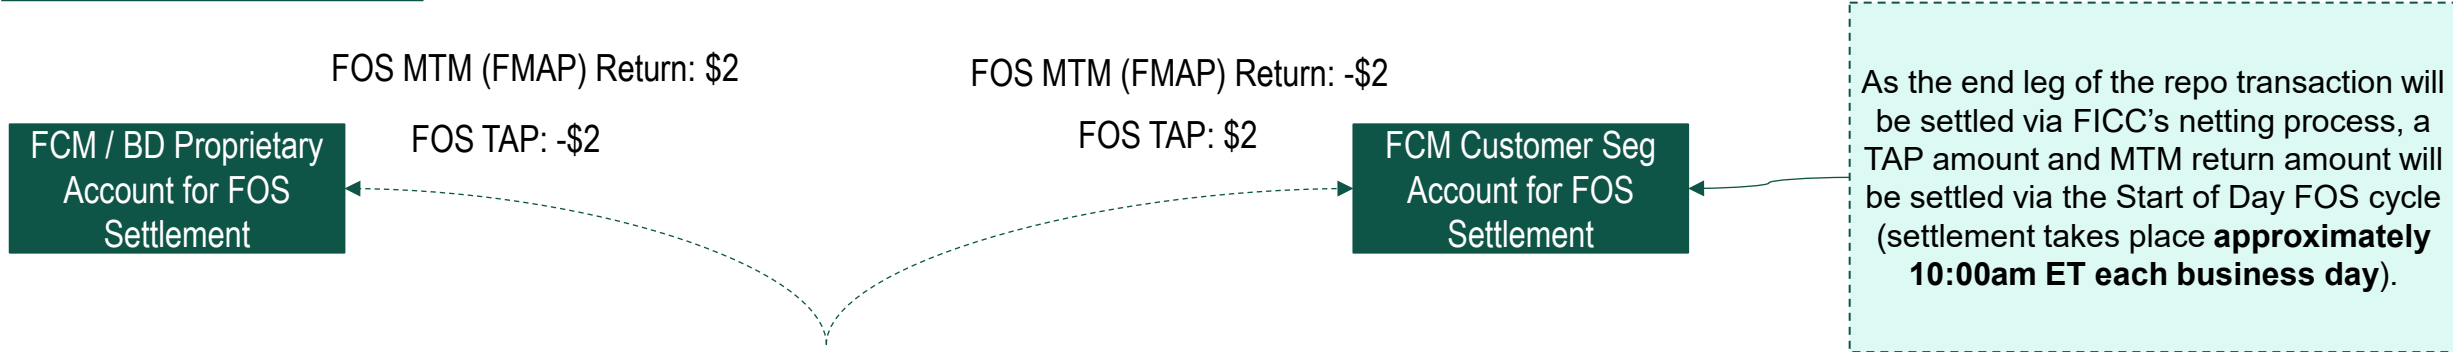 FOS MTM (FMAP) Return: $2
FOS TAP: -$2
FCM / BD Proprietary
Account for FOS
Settlement
FOS MTM (FMAP) Return: -$2
FOS TAP: $2
FCM Customer Seg
Account for FOS
Settlement
As the end leg of the repo transaction will
be settled via FICC’s netting process, a
TAP amount and MTM return amount will
be settled via the Start of Day FOS cycle
(settlement takes place approximately
10:00am ET each business day).